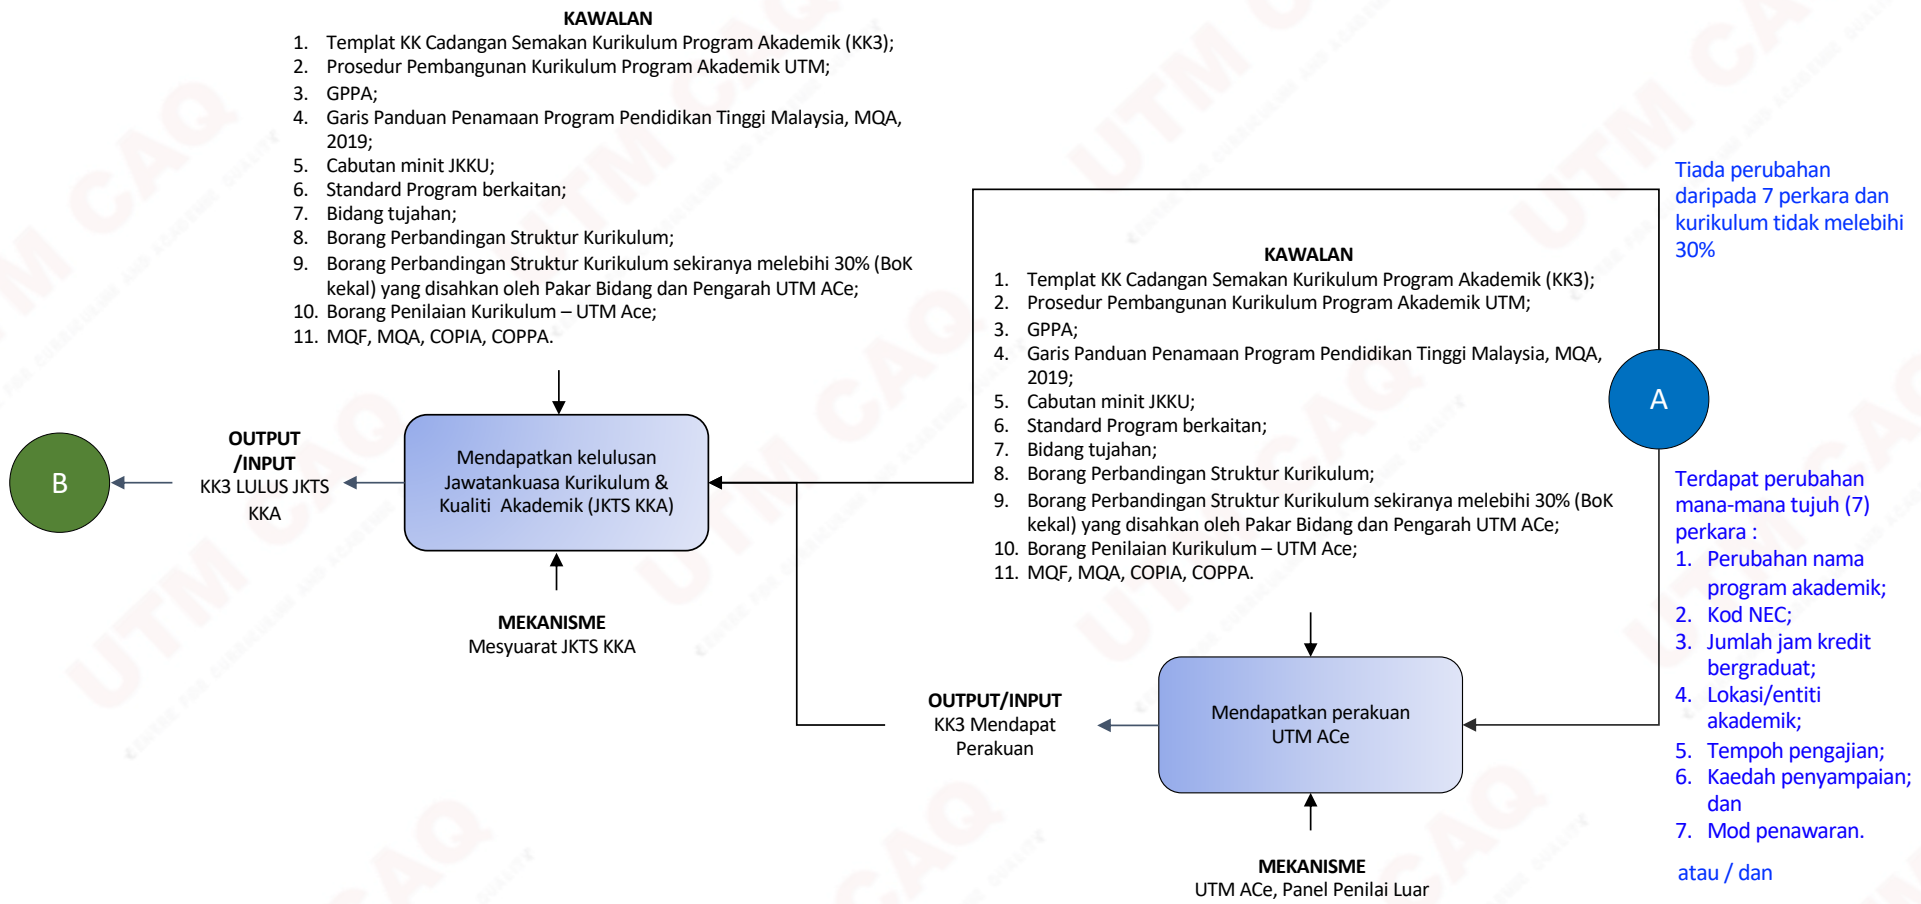 KAWALAN
1. Templat KK Cadangan Semakan Kurikulum Program Akademik (KK3);
2. Prosedur Pembangunan Kurikulum Program Akademik UTM;
3. GPPA;
4. Garis Panduan Penamaan Program Pendidikan Tinggi Malaysia, MQA,
2019;
5. Cabutan minit JKKU;
6. Standard Program berkaitan;
7. Bidang tujahan;
8. Borang Perbandingan Struktur Kurikulum;
9. Borang Perbandingan Struktur Kurikulum sekiranya melebihi 30% (BoK
kekal) yang disahkan oleh Pakar Bidang dan Pengarah UTM ACe;
10. Borang Penilaian Kurikulum – UTM Ace;
11. MQF, MQA, COPIA, COPPA.
Tiada perubahan
daripada 7 perkara dan
kurikulum tidak melebihi
30%
KAWALAN
1. Templat KK Cadangan Semakan Kurikulum Program Akademik (KK3);
2. Prosedur Pembangunan Kurikulum Program Akademik UTM;
3. GPPA;
4. Garis Panduan Penamaan Program Pendidikan Tinggi Malaysia, MQA,
2019;
5. Cabutan minit JKKU;
6. Standard Program berkaitan;
7. Bidang tujahan;
8. Borang Perbandingan Struktur Kurikulum;
9. Borang Perbandingan Struktur Kurikulum sekiranya melebihi 30% (BoK
kekal) yang disahkan oleh Pakar Bidang dan Pengarah UTM ACe;
10. Borang Penilaian Kurikulum – UTM Ace;
11. MQF, MQA, COPIA, COPPA.
A
B
OUTPUT
/INPUT
KK3 LULUS JKTS
KKA
Mendapatkan kelulusan
Jawatankuasa Kurikulum &
Kualiti Akademik (JKTS KKA)
MEKANISME
Mesyuarat JKTS KKA
Terdapat perubahan
mana-mana tujuh (7)
perkara :
1. Perubahan nama
program akademik;
2. Kod NEC;
3. Jumlah jam kredit
bergraduat;
4. Lokasi/entiti
akademik;
5. Tempoh pengajian;
6. Kaedah penyampaian;
dan
7. Mod penawaran.
atau / dan
OUTPUT/INPUT
KK3 Mendapat
Perakuan
Mendapatkan perakuan
UTM ACe
MEKANISME
UTM ACe, Panel Penilai Luar
UTM CAQ
CENTRE FOR CURRICULUM AND ACADEMIC QUALITY